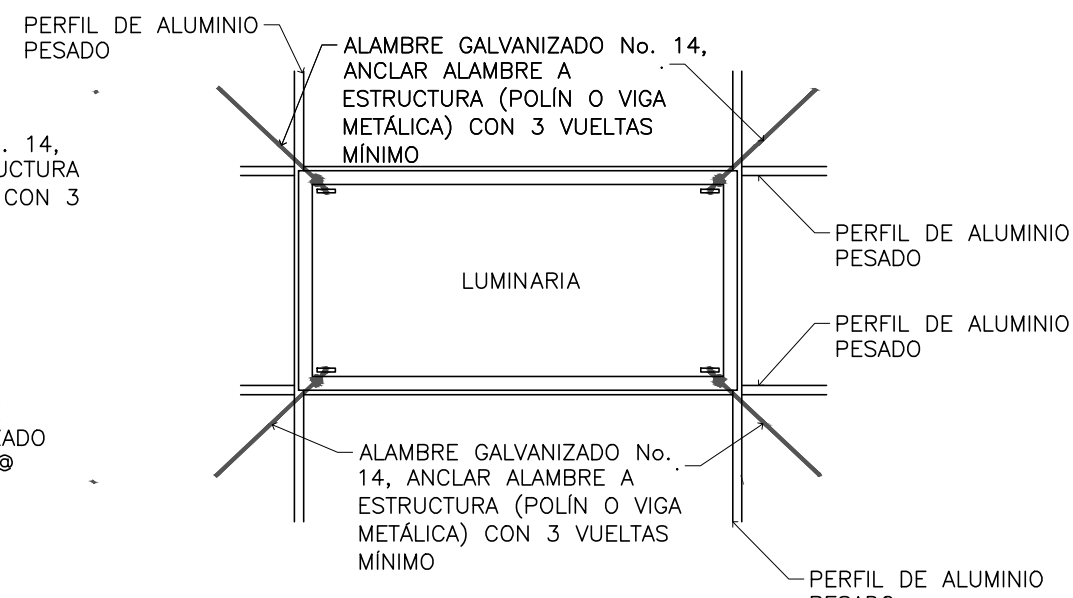 PERFIL DE ALUMINIO
PESADO
ALAMBRE GALVANIZADO No. 14,
ANCLAR ALAMBRE A
ESTRUCTURA (POLÍN O VIGA
METÁLICA) CON 3 VUELTAS
MÍNIMO
. 14,
CON 3
PERFIL DE ALUMINIO
PESADO
LUMINARIA
PERFIL DE ALUMINIO
PESADO
@
ALAMBRE GALVANIZADO No.
14, ANCLAR ALAMBRE A
ESTRUCTURA (POLÍN O VIGA
METÁLICA) CON 3 VUELTAS
MÍNIMO
PERFIL DE ALUMINIO